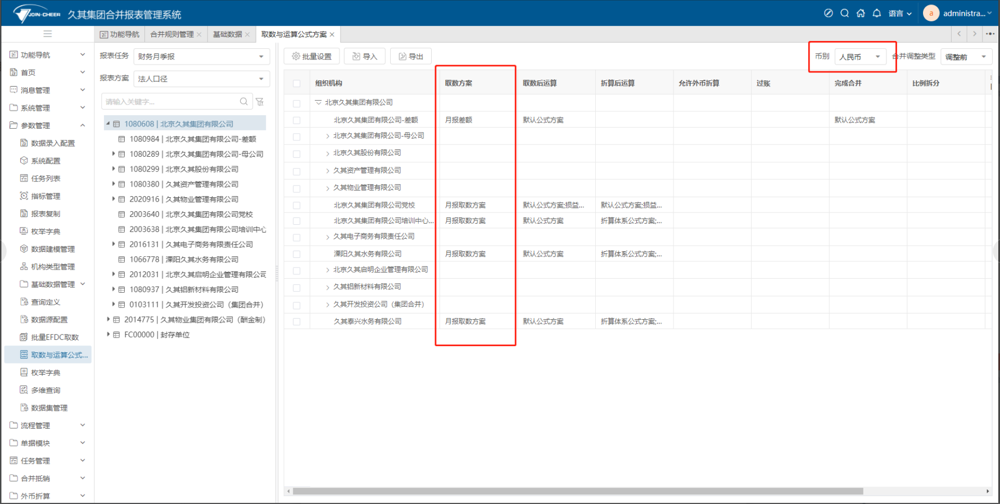 JOIN-CHEER 久其集团合并报表管理系统 语言 a administra...
功能导航 合并规则管理 基础数据 取数与运算公式方案
功能导航
首页
消息管理
系统管理
参数管理
数据录入配置
系统配置
任务列表
指标管理
报表复制
枚举字典
数据建模管理
机构类型管理
基础数据管理
查询定义
数据源配置
批量EFDC取数
取数与运算公式...
枚举字典
多维查询
数据集管理
流程管理
单据模块
任务管理
合并抵销
外币折算
报表任务 财务月季报
报表方案 法人口径
请输入关键字...
1080608 | 北京久其集团有限公司
1080984 | 北京久其集团有限公司-差额
1080289 | 北京久其集团有限公司-母公司
1080299 | 北京久其股份有限公司
1080380 | 久其资产管理有限公司
2020916 | 久其物业管理有限公司
2003640 | 北京久其集团有限公司党校
2003638 | 北京久其集团有限公司培训中心
2016131 | 久其电子商务有限责任公司
1066778 | 溧阳久其水务有限公司
2012031 | 北京久其启明企业管理有限公司
1080937 | 久其铝新材料有限公司
0103111 | 久其开发投资公司（集团合并）
2014775 | 久其物业集团有限公司（酬金制）
FC00000 | 封存单位
批量设置 导入 导出 币别 人民币 合并调整类型 调整前
组织机构 取数方案 取数后运算 折算后运算 允许外币折算 过账 完成合并 比例拆分
北京久其集团有限公司
北京久其集团有限公司-差额 月报差额 默认公式方案 默认公式方案
北京久其集团有限公司-母公司
北京久其股份有限公司
久其资产管理有限公司
久其物业管理有限公司
北京久其集团有限公司党校 月报取数方案 默认公式方案;损益... 默认公式方案;损益...
北京久其集团有限公司培训中心... 月报取数方案 默认公式方案 折算体系公式方案;...
久其电子商务有限责任公司
溧阳久其水务有限公司 月报取数方案 默认公式方案 折算体系公式方案;...
北京久其启明企业管理有限公司
久其铝新材料有限公司
久其开发投资公司（集团合并）
久其泰兴水务有限公司 月报取数方案 默认公式方案 折算体系公式方案;...